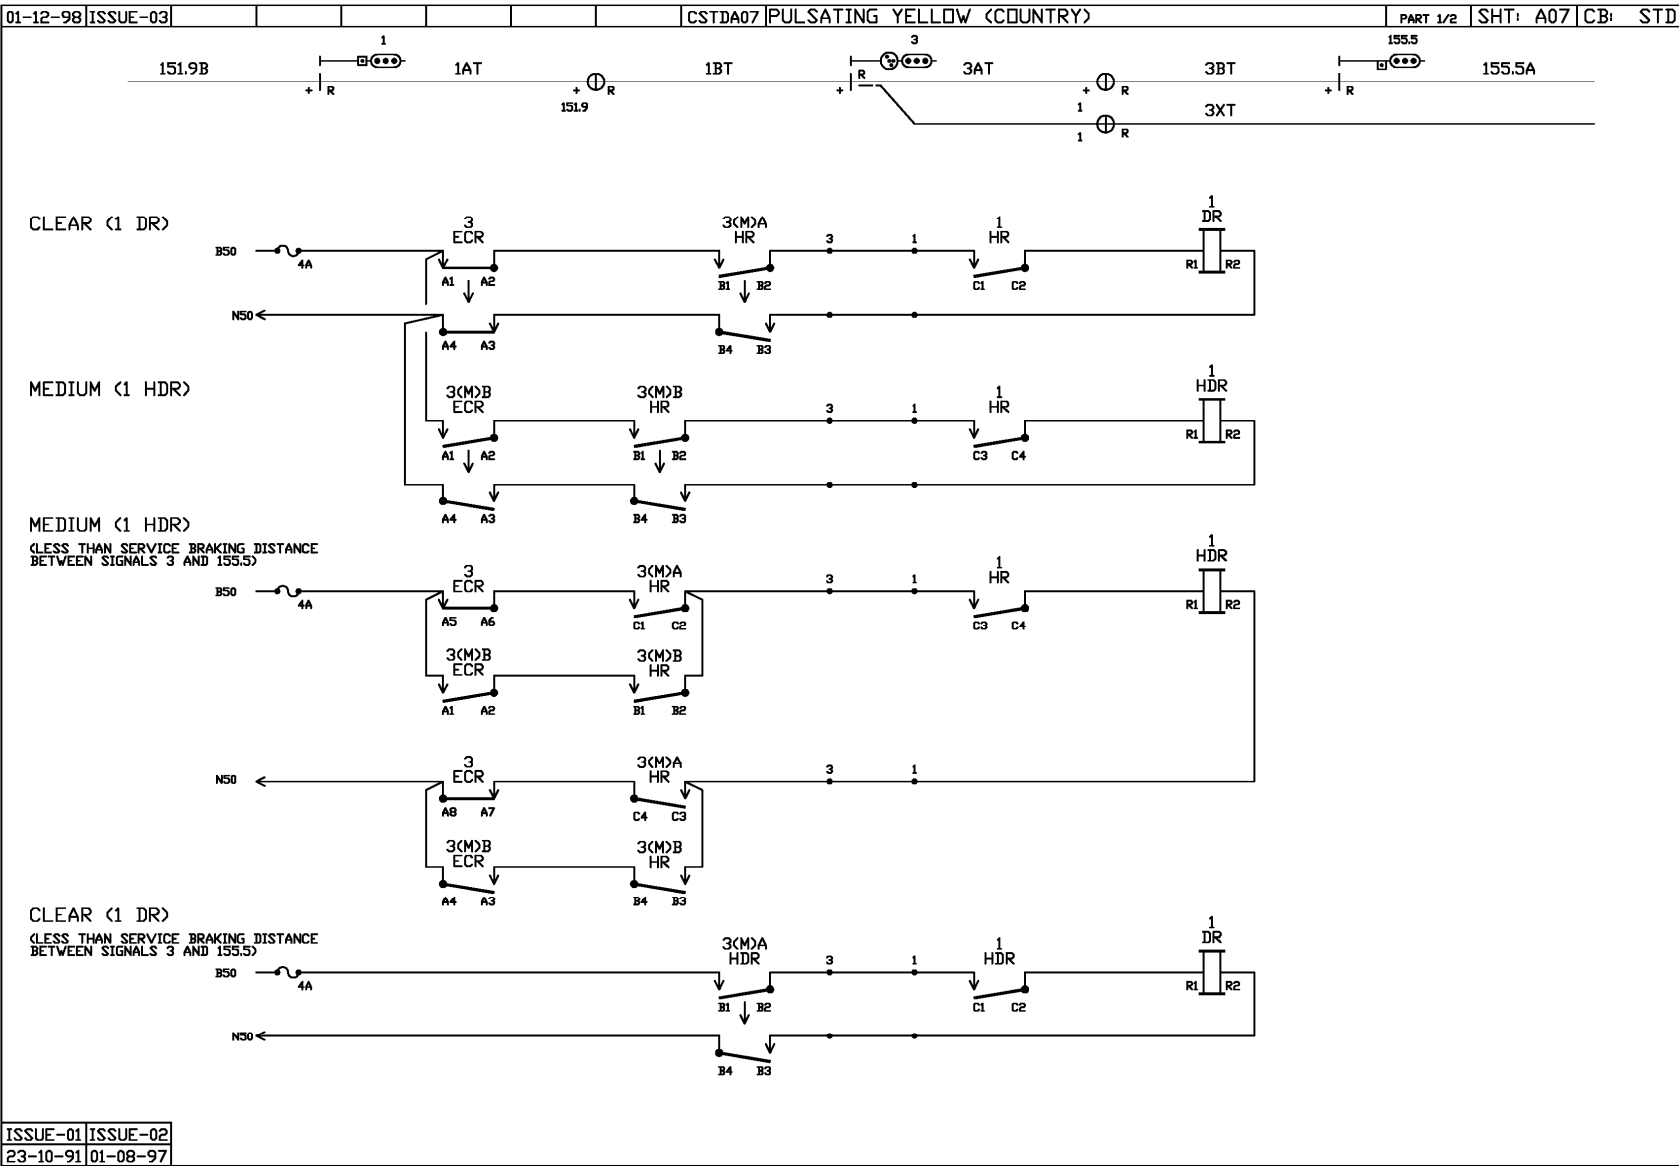 01-12-98 ISSUE-03 CSTDA07 PULSATING YELLOW (COUNTRY) PART 1/2 SHT: A07 CB: STD
1 3 155.5
151.9B 1AT 1BT R 3AT 3BT 155.5A
+ R 151.9 R + + R + R
1 3XT
1 R
CLEAR (1 DR)
3 ECR 3(M)A HR 1 HR 1 DR
B50 4A 3 1 R1 R2
A1 A2 B1 B2 C1 C2
N50
A4 A3 B4 B3
MEDIUM (1 HDR)
3(M)B ECR 3(M)B HR 1 HR 1 HDR
3 1 R1 R2
A1 A2 B1 B2 C3 C4
A4 A3 B4 B3
MEDIUM (1 HDR)
(LESS THAN SERVICE BRAKING DISTANCE
BETWEEN SIGNALS 3 AND 155.5)
3 ECR 3(M)A HR 1 HR 1 HDR
B50 4A 3 1 R1 R2
A5 A6 C1 C2 C3 C4
3(M)B ECR 3(M)B HR
A1 A2 B1 B2
3 ECR 3(M)A HR
N50 3 1
A8 A7 C4 C3
3(M)B ECR 3(M)B HR
A4 A3 B4 B3
CLEAR (1 DR)
(LESS THAN SERVICE BRAKING DISTANCE
BETWEEN SIGNALS 3 AND 155.5)
3(M)A HDR 1 HDR 1 DR
B50 4A 3 1 R1 R2
B1 B2 C1 C2
N50
B4 B3
ISSUE-01 ISSUE-02
23-10-91 01-08-97